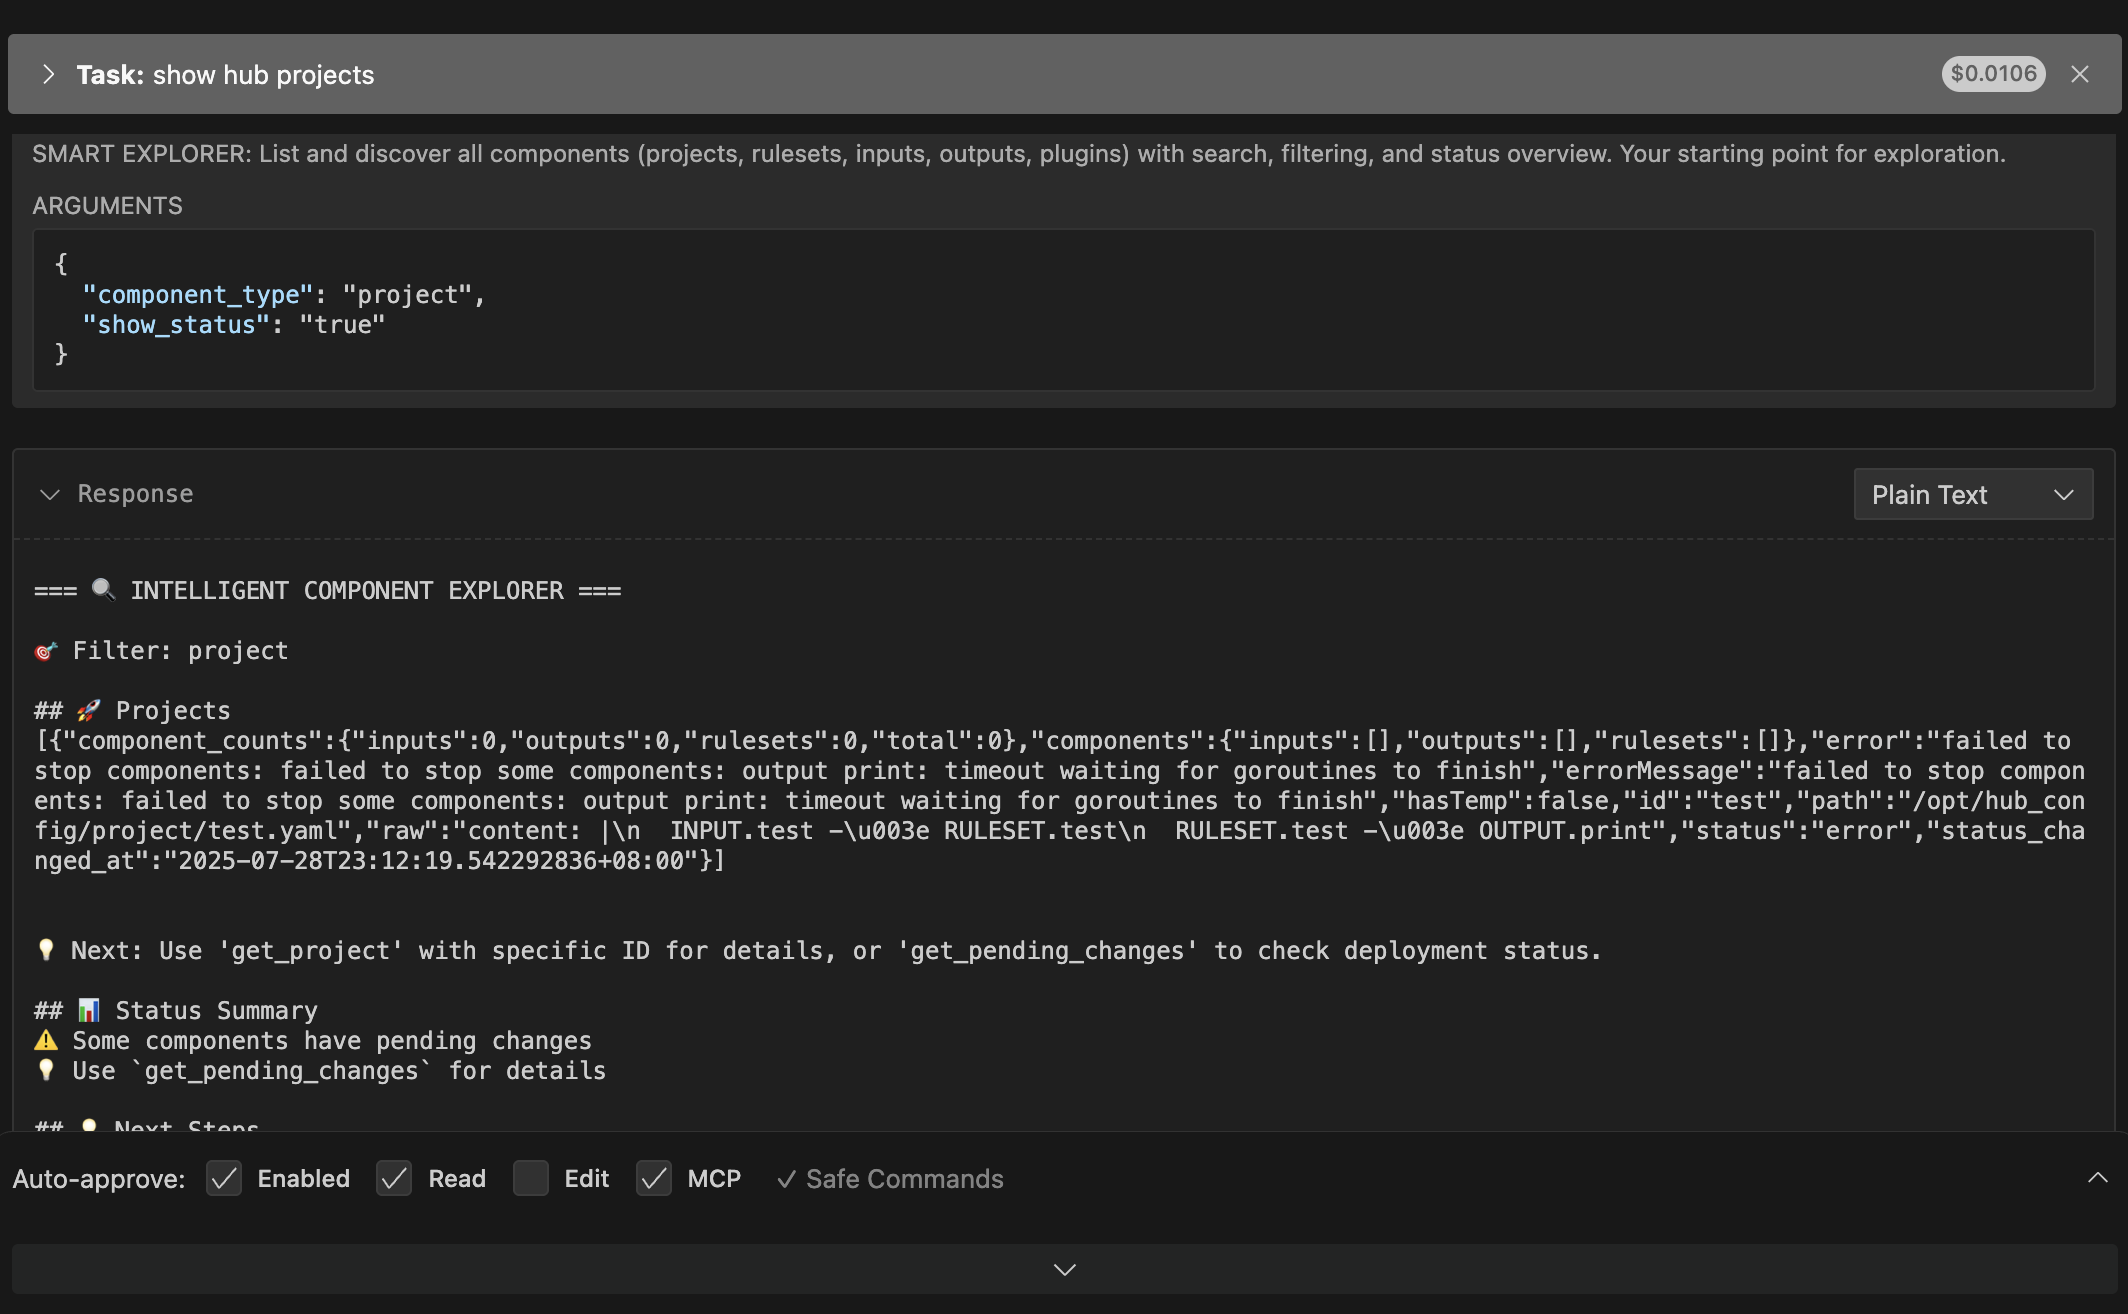 Task: show hub projects
$0.0106
SMART EXPLORER: List and discover all components (projects, rulesets, inputs, outputs, plugins) with search, filtering, and status overview. Your starting point for exploration.
ARGUMENTS
{
  "component_type": "project",
  "show_status": "true"
}
Response
Plain Text
=== 🔍 INTELLIGENT COMPONENT EXPLORER ===
🎯 Filter: project
## 🚀 Projects
[{"component_counts":{"inputs":0,"outputs":0,"rulesets":0,"total":0},"components":{"inputs":[],"outputs":[],"rulesets":[]},"error":"failed to
stop components: failed to stop some components: output print: timeout waiting for goroutines to finish","errorMessage":"failed to stop compon
ents: failed to stop some components: output print: timeout waiting for goroutines to finish","hasTemp":false,"id":"test","path":"/opt/hub_con
fig/project/test.yaml","raw":"content: |\n  INPUT.test -\u003e RULESET.test\n  RULESET.test -\u003e OUTPUT.print","status":"error","status_cha
nged_at":"2025-07-28T23:12:19.542292836+08:00"}]
💡 Next: Use 'get_project' with specific ID for details, or 'get_pending_changes' to check deployment status.
## 📊 Status Summary
⚠️ Some components have pending changes
💡 Use `get_pending_changes` for details
## 💡 Next Steps
Auto-approve: Enabled Read Edit MCP ✓ Safe Commands